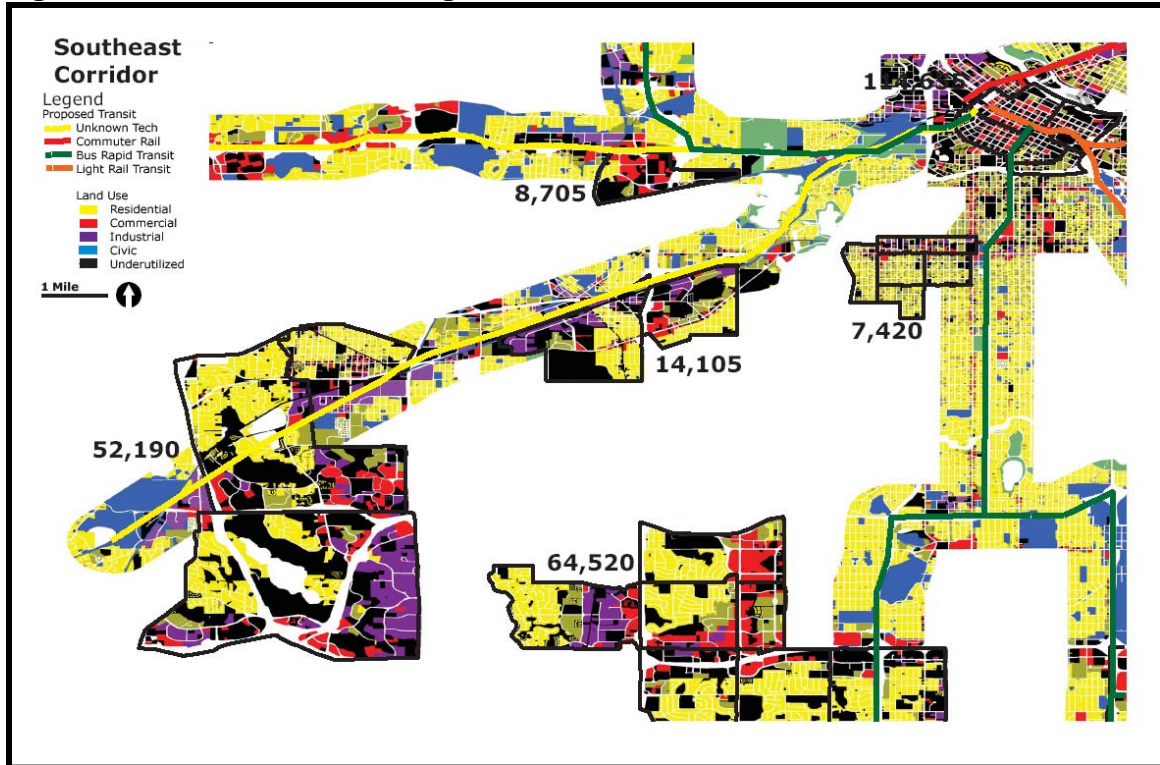 Southeast
Corridor
Legend
Proposed Transit
Unknown Tech
Commuter Rail
Bus Rapid Transit
Light Rail Transit
Land Use
Residential
Commercial
Industrial
Civic
Underutilized
1 Mile
8,705
7,420
14,105
52,190
64,520